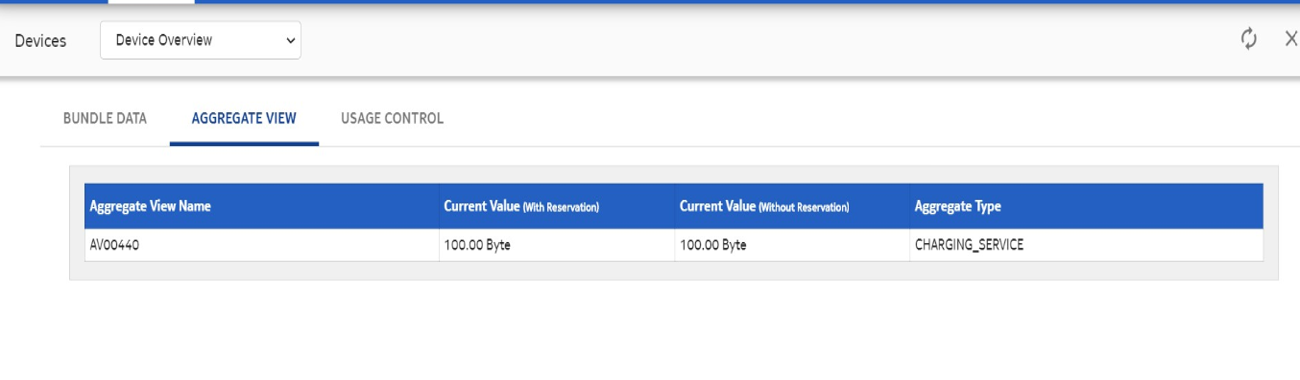 Devices Device Overview
BUNDLE DATA AGGREGATE VIEW USAGE CONTROL
Aggregate View Name Current Value (With Reservation) Current Value (Without Reservation) Aggregate Type
AV00440 100.00 Byte 100.00 Byte CHARGING_SERVICE